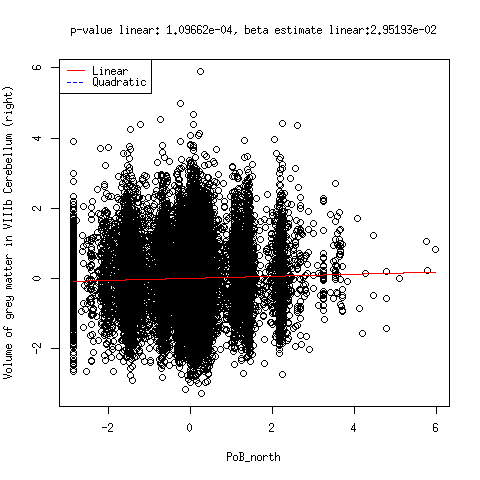 p-value linear: 1.09662e-04, beta estimate linear:2.95193e-02
Linear
Quadratic
Volume of grey matter in VIIIb Cerebellum (right)
6
4
2
0
-2
-2
0
2
4
6
PoB_north